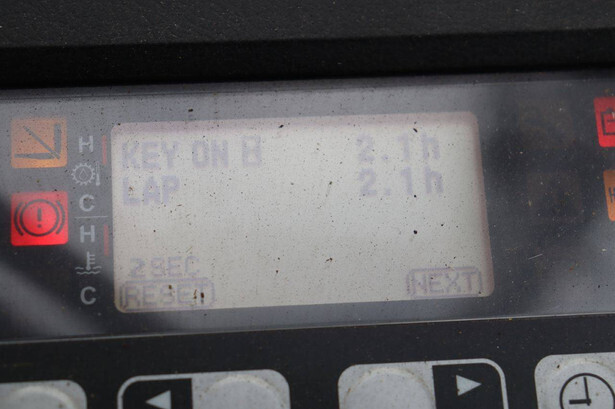 KEY ON 2.1h
LAP 2.1h
2SEC
RESET NEXT
H
C
H
C